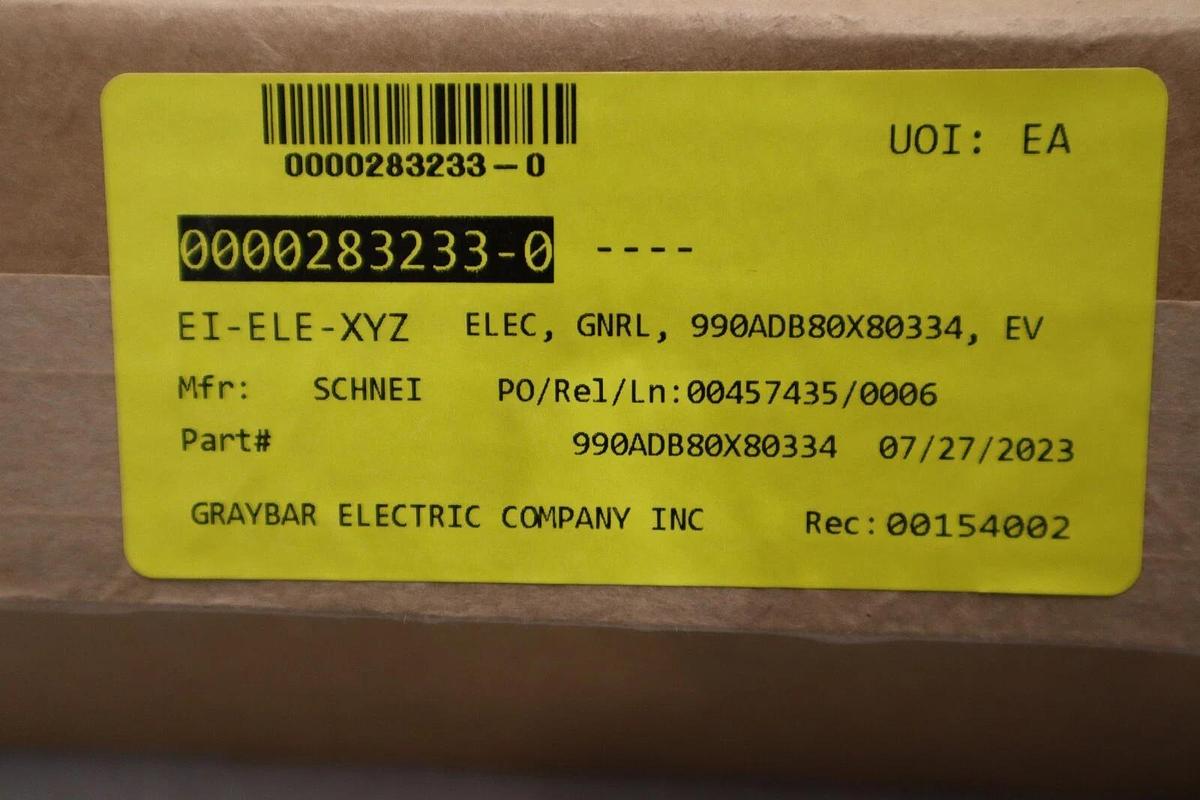 0000283233-0
UOI: EA
0000283233-0 ----
EI-ELE-XYZ ELEC, GNRL, 990ADB80X80334, EV
Mfr: SCHNEI PO/Rel/Ln:00457435/0006
Part# 990ADB80X80334 07/27/2023
GRAYBAR ELECTRIC COMPANY INC Rec:00154002